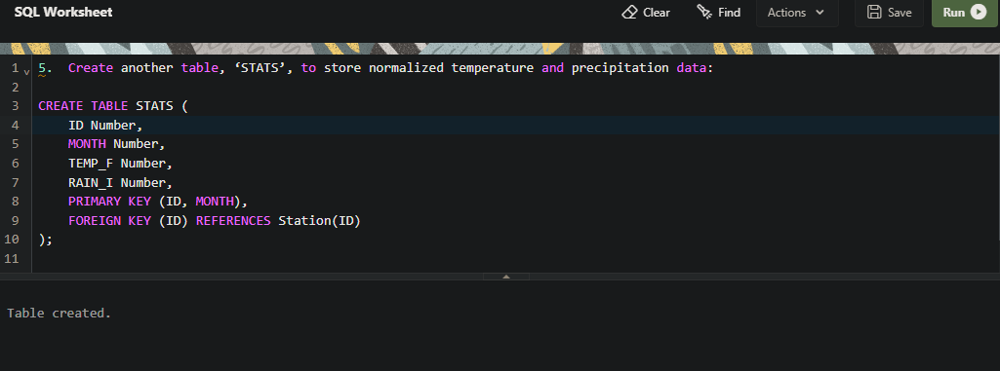 SQL Worksheet
Clear Find Actions Save Run
1 5. Create another table, ‘STATS’, to store normalized temperature and precipitation data:
2
3 CREATE TABLE STATS (
4 ID Number,
5 MONTH Number,
6 TEMP_F Number,
7 RAIN_I Number,
8 PRIMARY KEY (ID, MONTH),
9 FOREIGN KEY (ID) REFERENCES Station(ID)
10 );
11
Table created.